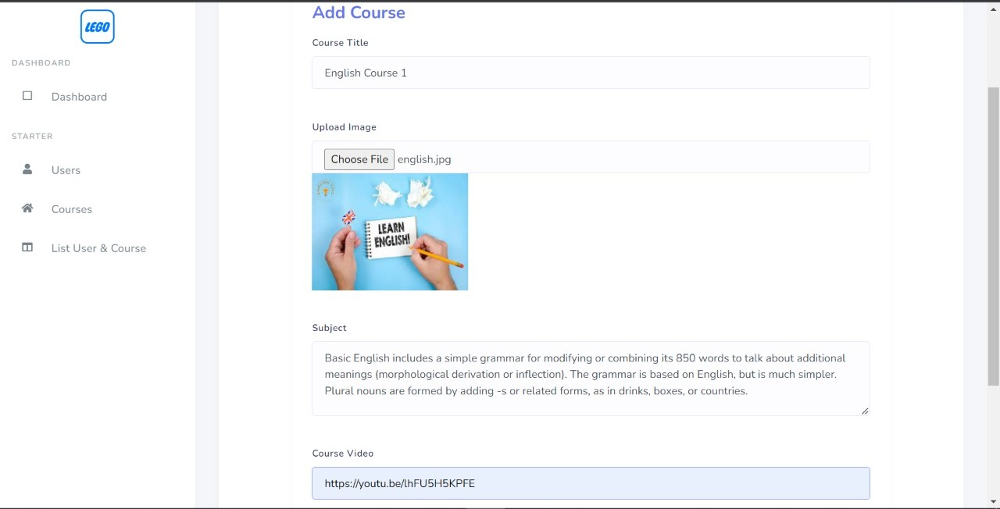 LEGO
DASHBOARD
Dashboard
STARTER
Users
Courses
List User & Course
Add Course
Course Title
English Course 1
Upload Image
Choose File english.jpg
LEARN
ENGLISH!
Subject
Basic English includes a simple grammar for modifying or combining its 850 words to talk about additional
meanings (morphological derivation or inflection). The grammar is based on English, but is much simpler.
Plural nouns are formed by adding -s or related forms, as in drinks, boxes, or countries.
Course Video
https://youtu.be/lhFU5H5KPFE